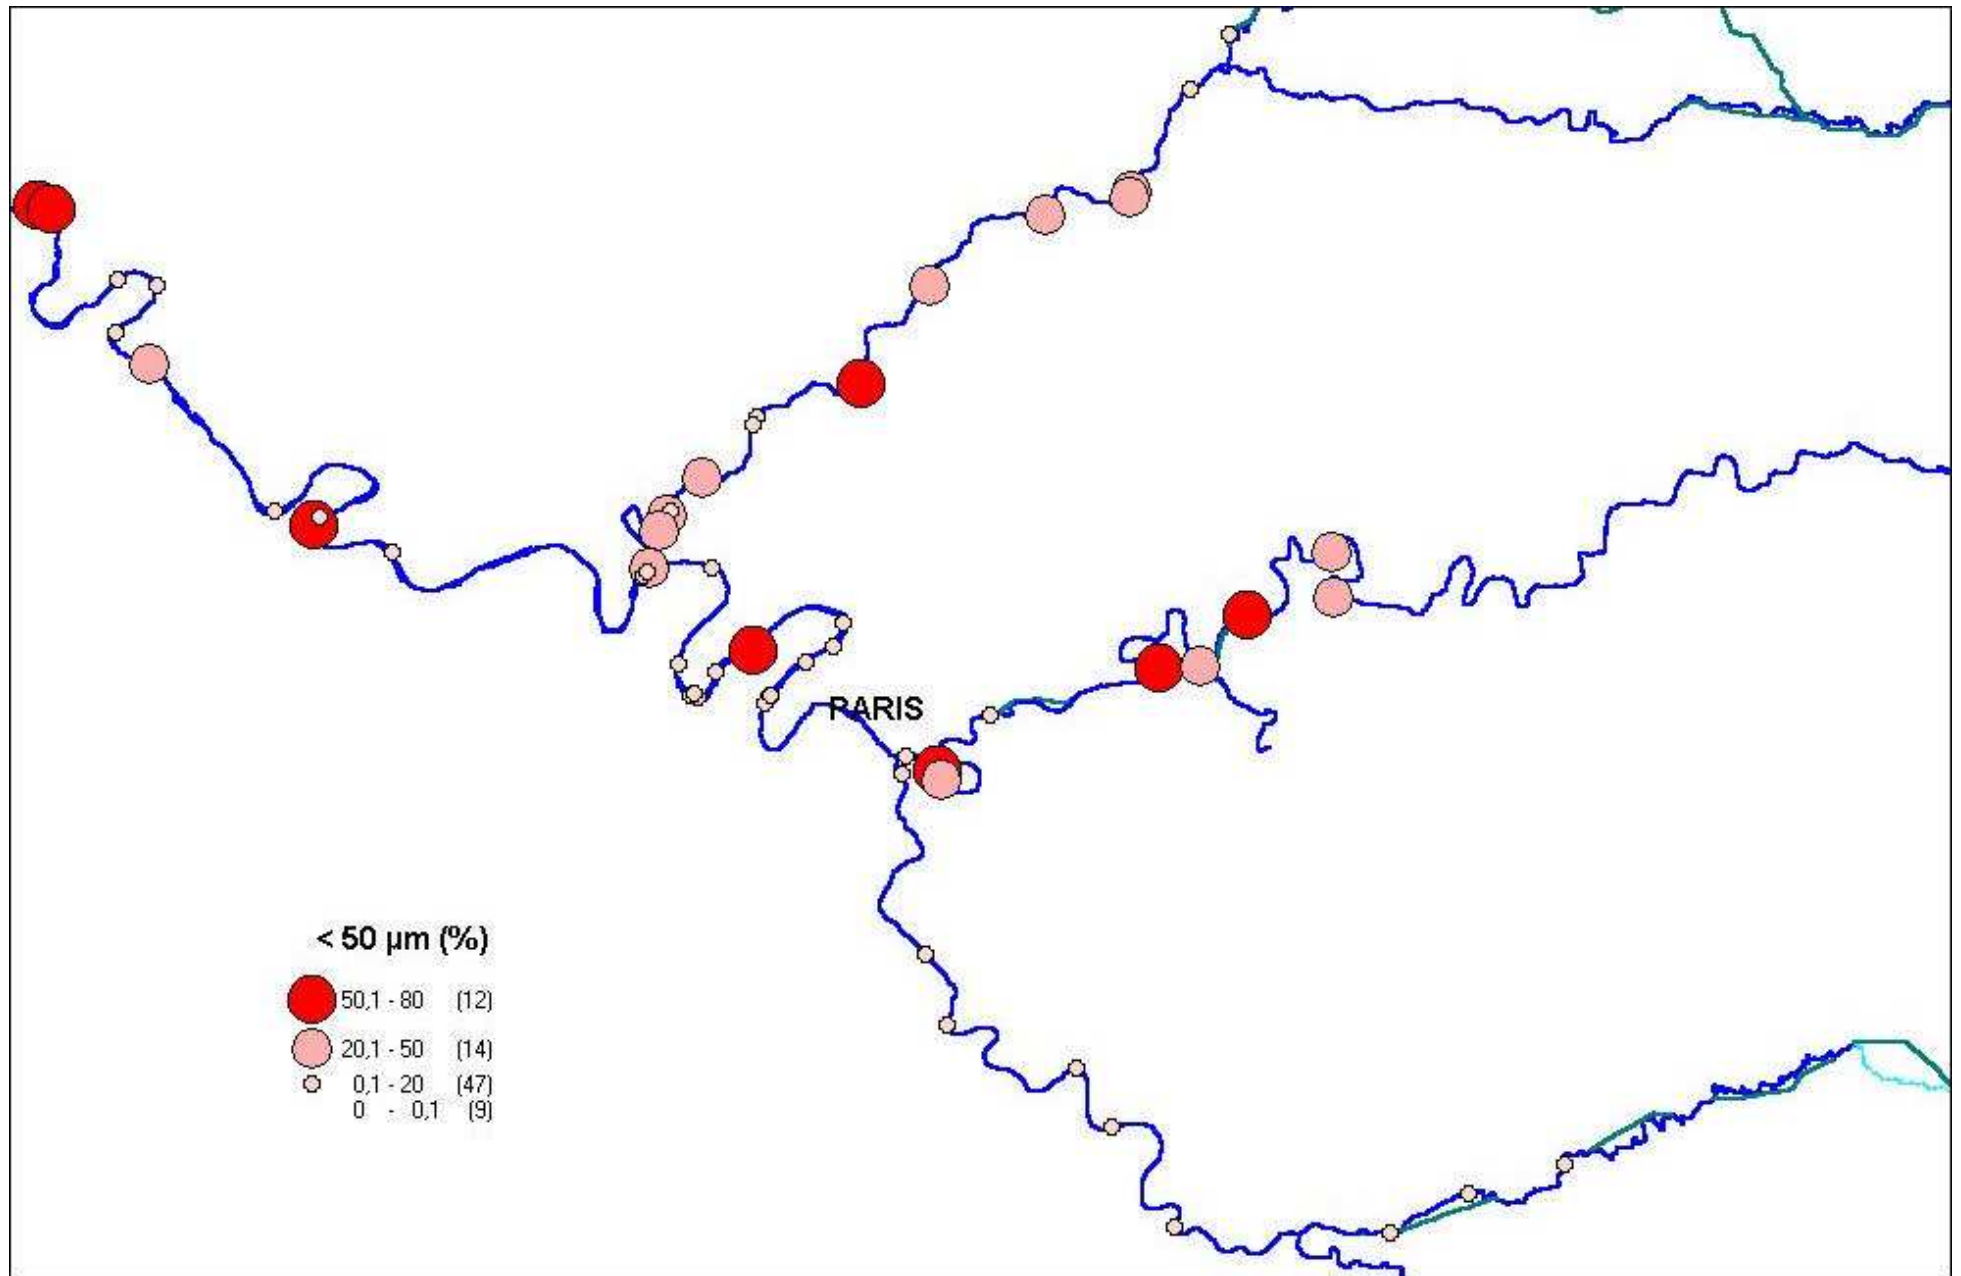 PARIS
< 50 µm (%)
50,1 - 80 (12)
20,1 - 50 (14)
0,1 - 20 (47)
0 - 0,1 (9)